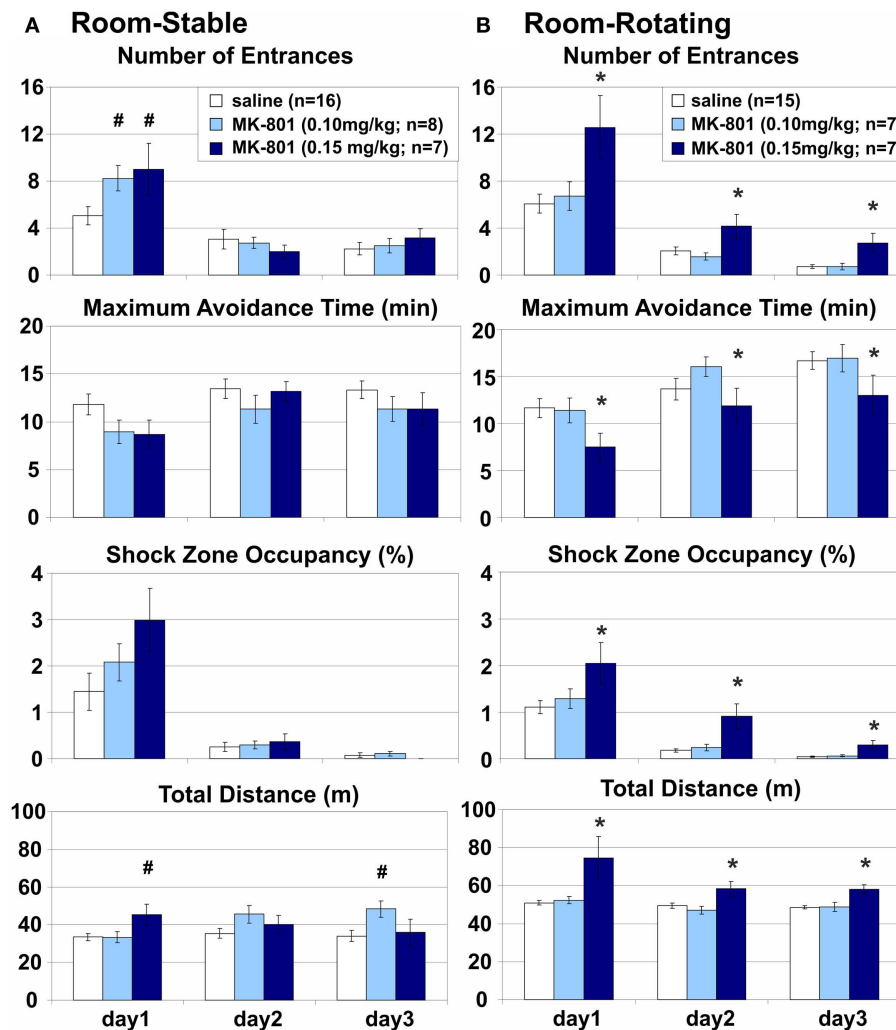 A Room-Stable
Number of Entrances
16
12
8
4
0
saline (n=16)
MK-801 (0.10mg/kg; n=8)
MK-801 (0.15 mg/kg; n=7)
# #
Maximum Avoidance Time (min)
20
15
10
5
0
Shock Zone Occupancy (%)
4
3
2
1
0
Total Distance (m)
100
80
60
40
20
0
# #
day1 day2 day3
B Room-Rotating
Number of Entrances
16
12
8
4
0
saline (n=15)
MK-801 (0.10mg/kg; n=7
MK-801 (0.15mg/kg; n=7
* * *
Maximum Avoidance Time (min)
20
15
10
5
0
* * *
Shock Zone Occupancy (%)
4
3
2
1
0
* * *
Total Distance (m)
100
80
60
40
20
0
* * *
day1 day2 day3